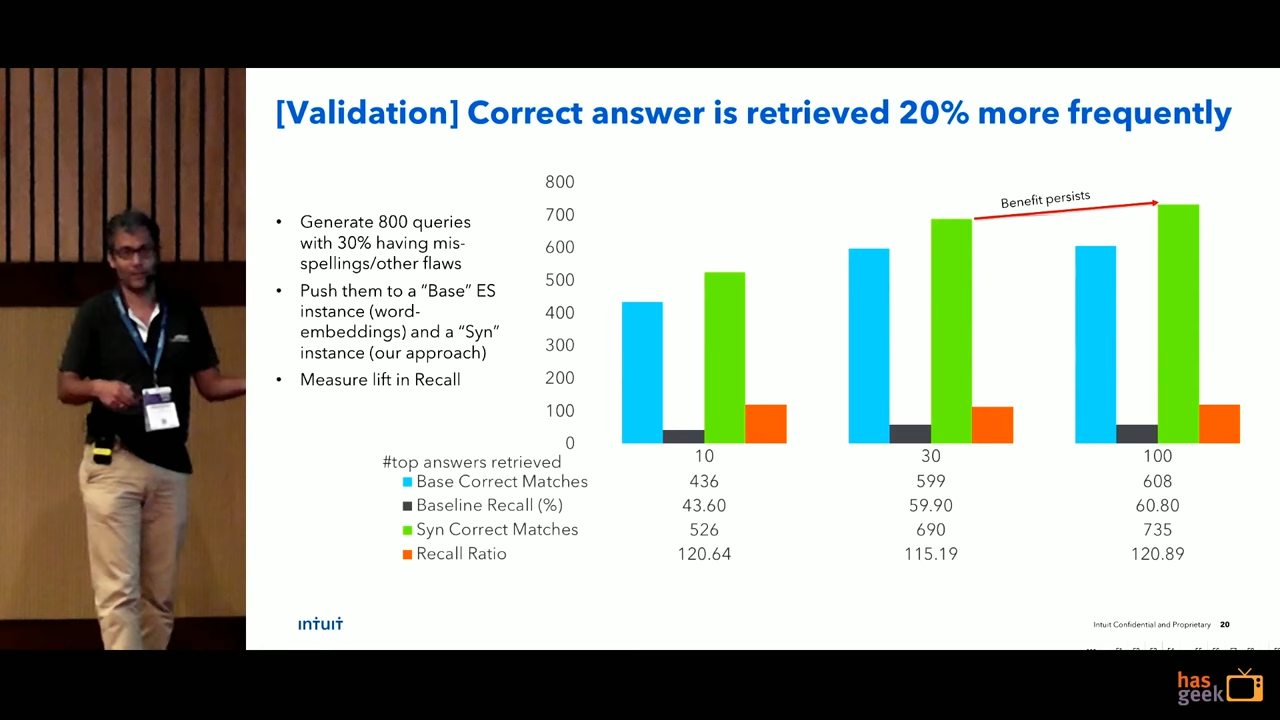 [Validation] Correct answer is retrieved 20% more frequently
• Generate 800 queries
with 30% having mis-
spellings/other flaws
• Push them to a “Base” ES
instance (word-
embeddings) and a “Syn”
instance (our approach)
• Measure lift in Recall
800
700
600
500
400
300
200
100
0
Benefit persists
#top answers retrieved 10 30 100
Base Correct Matches 436 599 608
Baseline Recall (%) 43.60 59.90 60.80
Syn Correct Matches 526 690 735
Recall Ratio 120.64 115.19 120.89
intuit
Intuit Confidential and Proprietary 20
has
geek